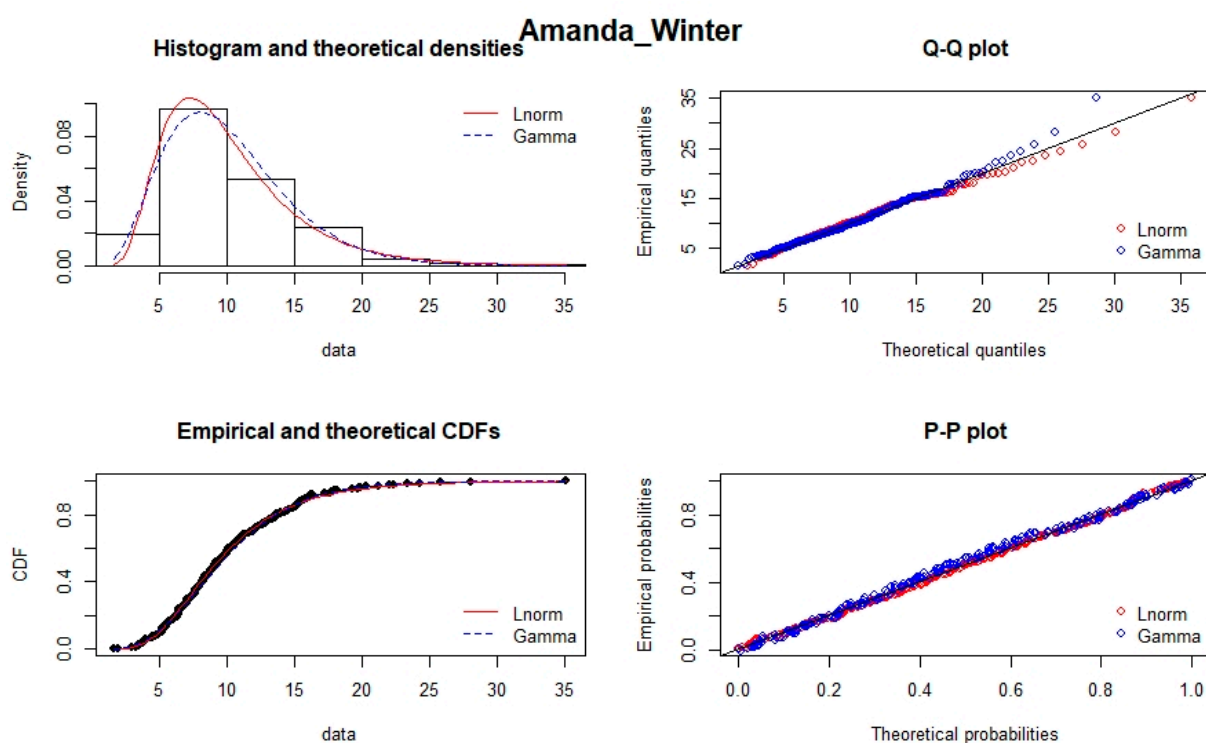 Amanda_Winter
Histogram and theoretical densities
Density
0.00 0.04 0.08
Lnorm
Gamma
5 10 15 20 25 30 35
data
Q-Q plot
Empirical quantiles
5 15 25 35
Lnorm
Gamma
5 10 15 20 25 30 35
Theoretical quantiles
Empirical and theoretical CDFs
CDF
0.0 0.4 0.8
Lnorm
Gamma
5 10 15 20 25 30 35
data
P-P plot
Empirical probabilities
0.0 0.4 0.8
Lnorm
Gamma
0.0 0.2 0.4 0.6 0.8 1.0
Theoretical probabilities